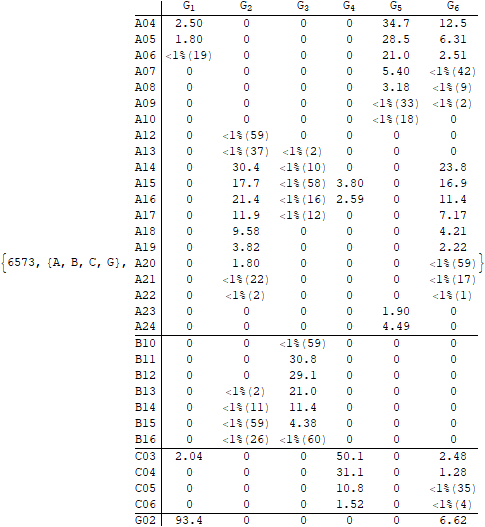 G1 G2 G3 G4 G5 G6
A04 2.50 0 0 0 34.7 12.5
A05 1.80 0 0 0 28.5 6.31
A06 <1%(19) 0 0 0 21.0 2.51
A07 0 0 0 0 5.40 <1%(42)
A08 0 0 0 0 3.18 <1%(9)
A09 0 0 0 0 <1%(33) <1%(2)
A10 0 0 0 0 <1%(18) 0
A12 0 <1%(59) 0 0 0 0
A13 0 <1%(37) <1%(2) 0 0 0
A14 0 30.4 <1%(10) 0 0 23.8
A15 0 17.7 <1%(58) 3.80 0 16.9
A16 0 21.4 <1%(16) 2.59 0 11.4
A17 0 11.9 <1%(12) 0 0 7.17
A18 0 9.58 0 0 0 4.21
A19 0 3.82 0 0 0 2.22
{6573, {A, B, C, G}, A20 0 1.80 0 0 0 <1%(59)}
A21 0 <1%(22) 0 0 0 <1%(17)
A22 0 <1%(2) 0 0 0 <1%(1)
A23 0 0 0 0 1.90 0
A24 0 0 0 0 4.49 0
B10 0 0 <1%(59) 0 0 0
B11 0 0 30.8 0 0 0
B12 0 0 29.1 0 0 0
B13 0 <1%(2) 21.0 0 0 0
B14 0 <1%(11) 11.4 0 0 0
B15 0 <1%(59) 4.38 0 0 0
B16 0 <1%(26) <1%(60) 0 0 0
C03 2.04 0 0 50.1 0 2.48
C04 0 0 0 31.1 0 1.28
C05 0 0 0 10.8 0 <1%(35)
C06 0 0 0 1.52 0 <1%(4)
G02 93.4 0 0 0 0 6.62